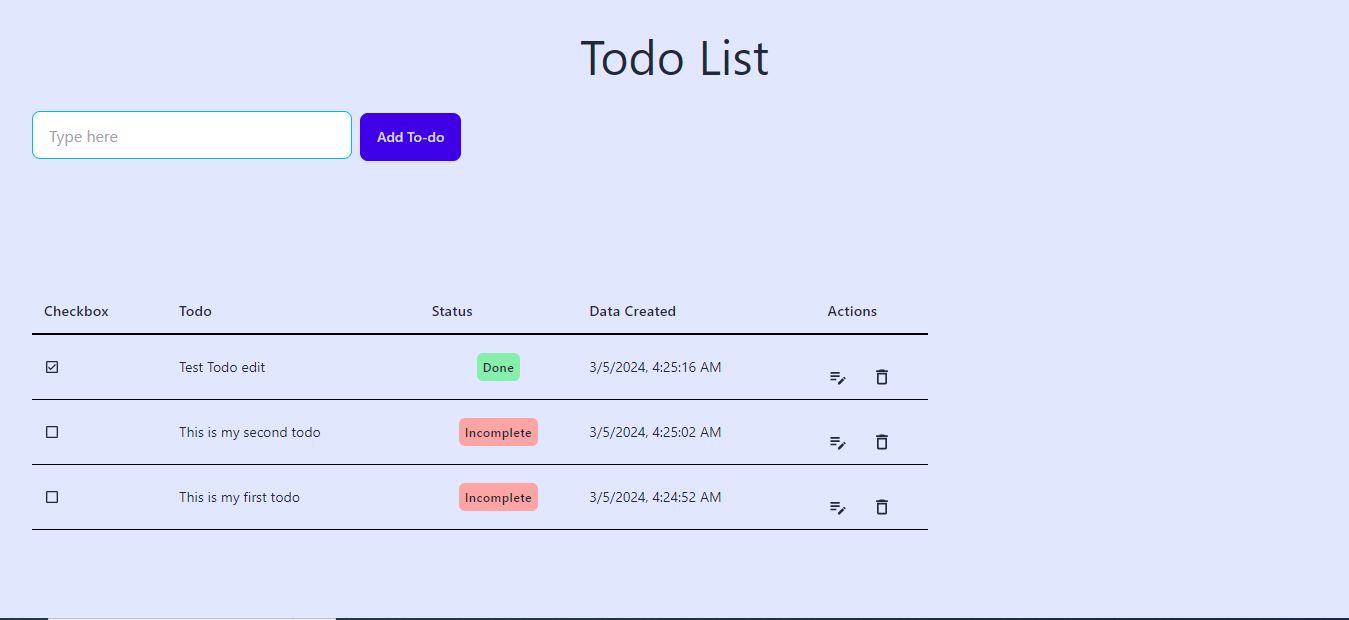 Todo List
Type here
Add To-do
Checkbox Todo Status Data Created Actions
Test Todo edit Done 3/5/2024, 4:25:16 AM
This is my second todo Incomplete 3/5/2024, 4:25:02 AM
This is my first todo Incomplete 3/5/2024, 4:24:52 AM